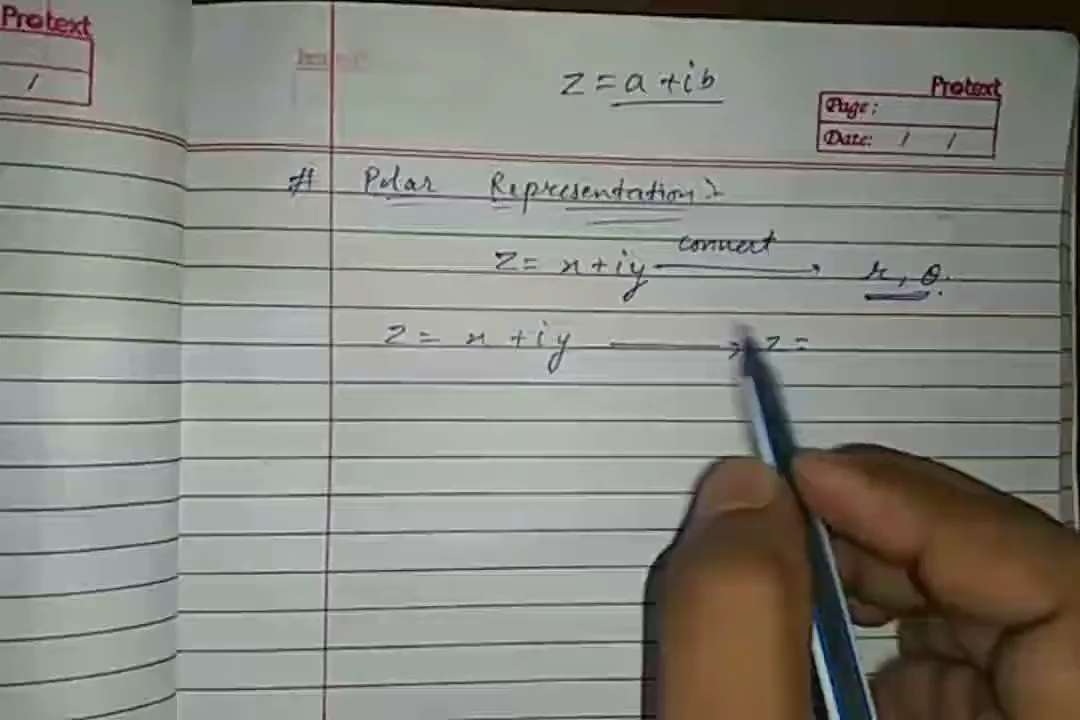 Protext
/
z = a + ib
Protext
Page:
Date: / /
# Polar Representation :-
convert
z = x + iy → r, θ.
z = x + iy → z =